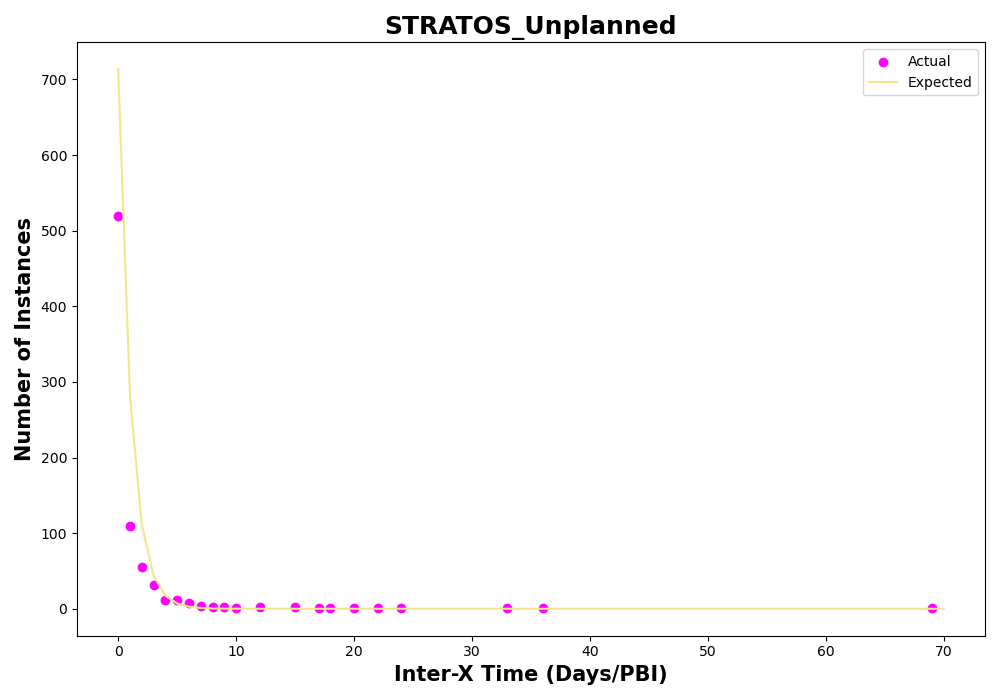 STRATOS_Unplanned
Actual
Expected
Number of Instances
700
600
500
400
300
200
100
0
0 10 20 30 40 50 60 70
Inter-X Time (Days/PBI)